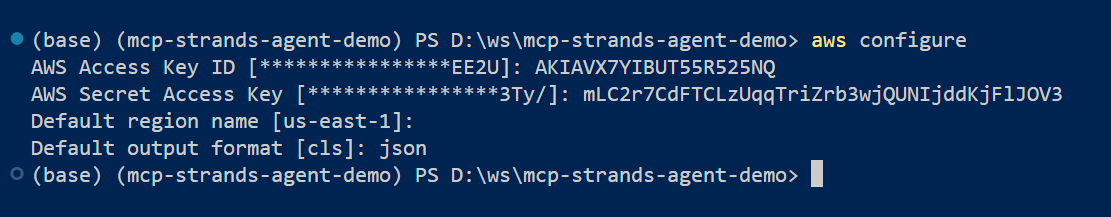 (base) (mcp-strands-agent-demo) PS D:\ws\mcp-strands-agent-demo> aws configure
AWS Access Key ID [****************EE2U]: AKIAVX7YIBUT55R525NQ
AWS Secret Access Key [****************3Ty/]: 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
Default region name [us-east-1]:
Default output format [cls]: json
(base) (mcp-strands-agent-demo) PS D:\ws\mcp-strands-agent-demo>